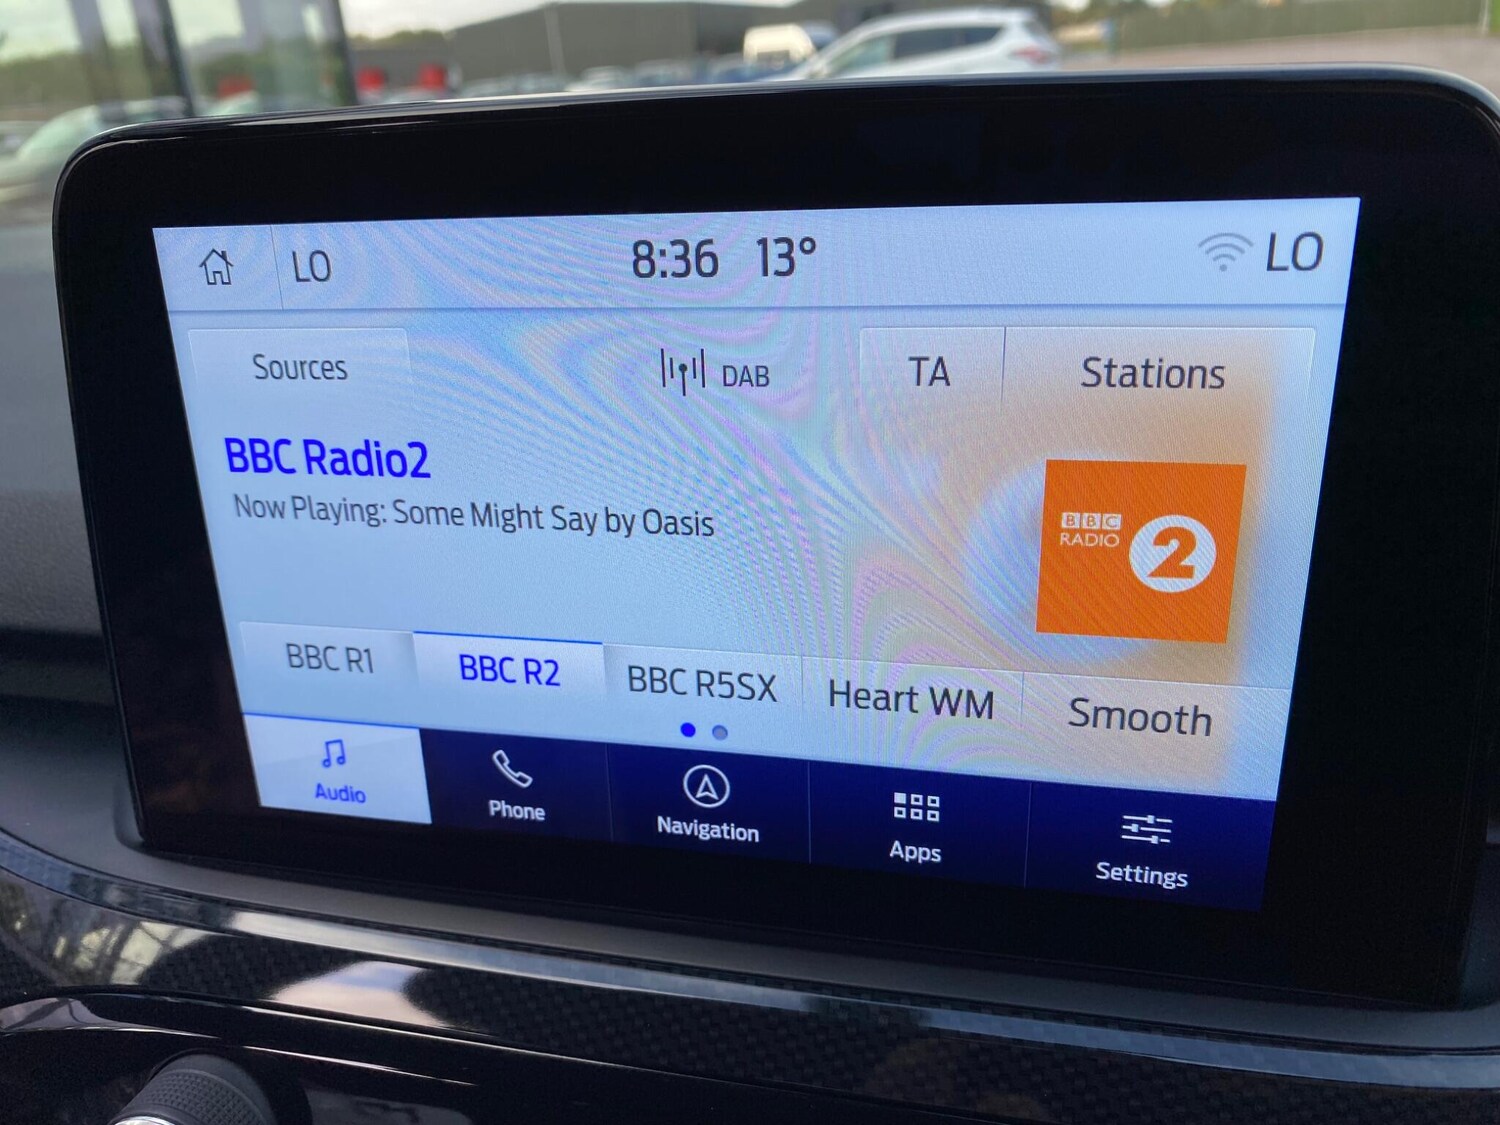 LO 8:36 13° LO
Sources DAB TA Stations
BBC Radio2
Now Playing: Some Might Say by Oasis
BBC
RADIO 2
BBC R1 BBC R2 BBC R5SX Heart WM Smooth
Audio Phone Navigation Apps Settings